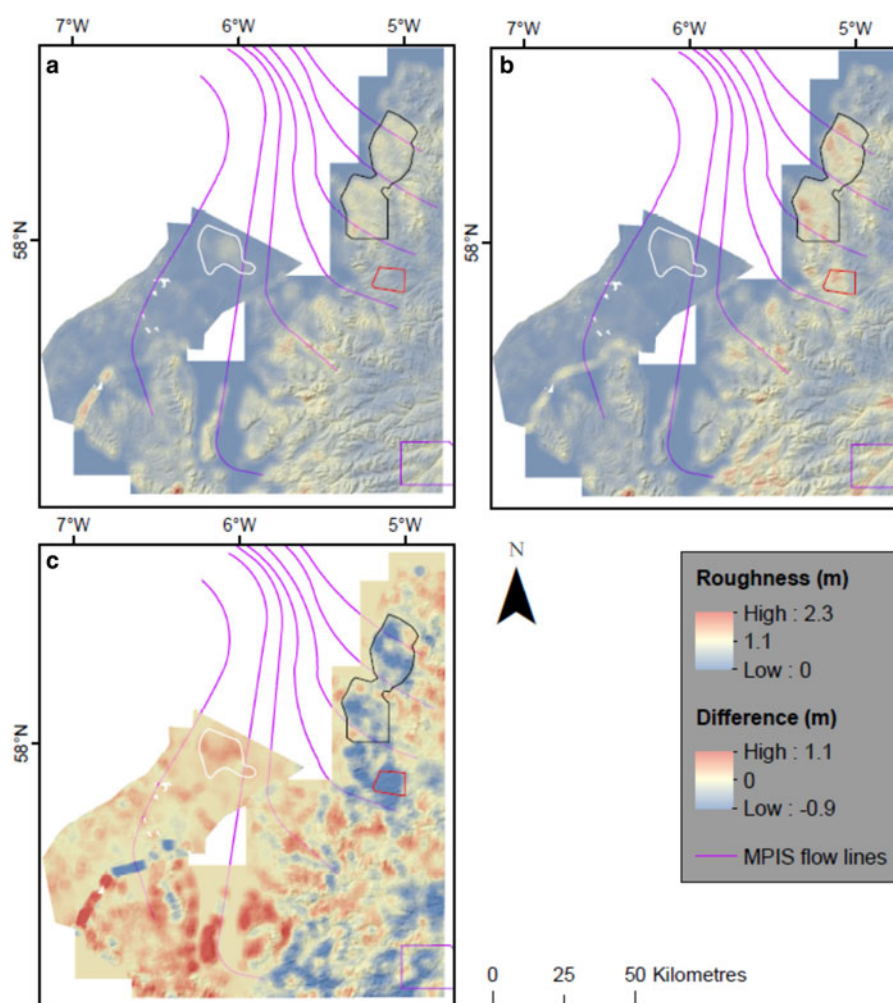 7°W 6°W 5°W 7°W 6°W 5°W
a b
58°N 58°N
7°W 6°W 5°W
c
N
Roughness (m)
High : 2.3
1.1
Low : 0
58°N
Difference (m)
High : 1.1
0
Low : -0.9
MPIS flow lines
0 25 50 Kilometres